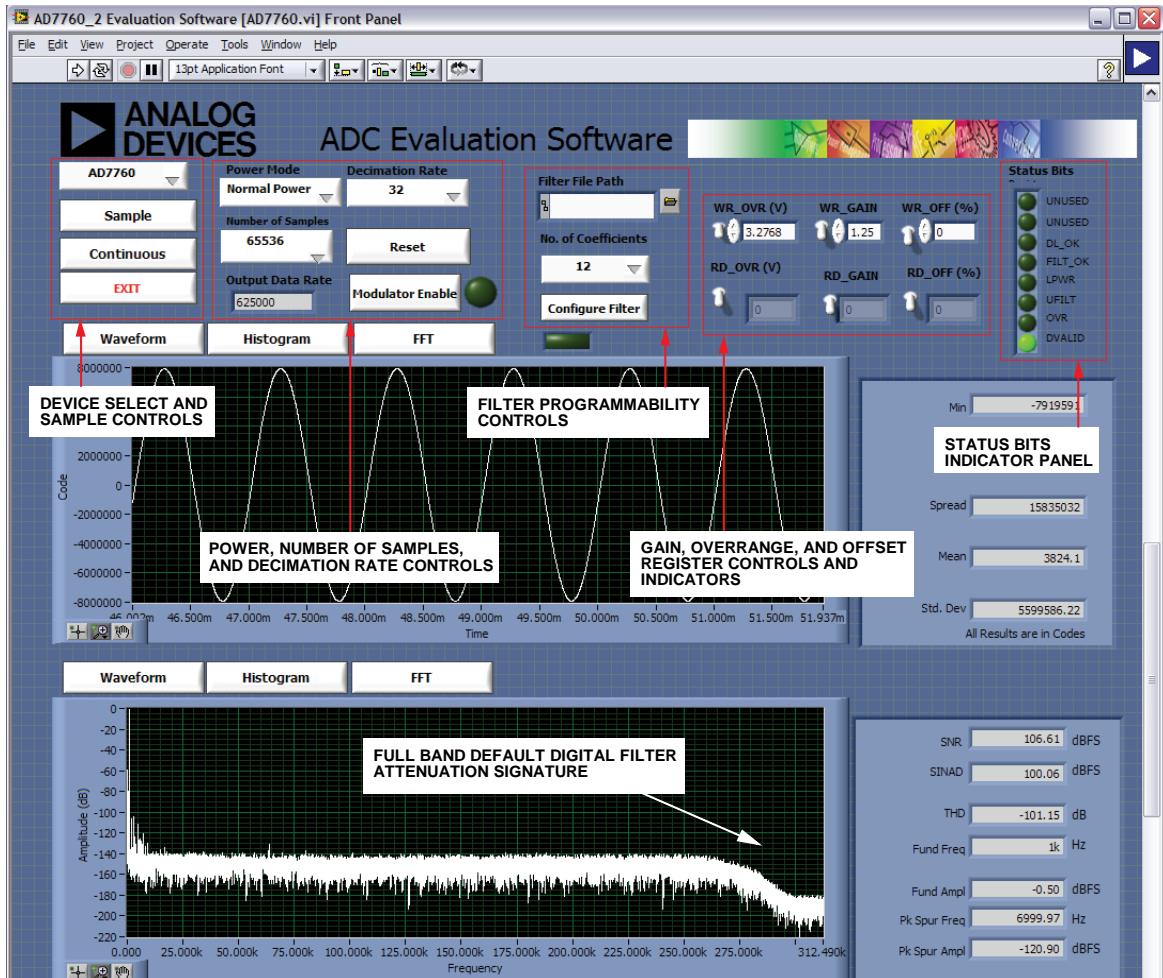 AD7760_2 Evaluation Software [AD7760.vi] Front Panel
File Edit View Project Operate Tools Window Help
13pt Application Font
ANALOG
DEVICES
ADC Evaluation Software
AD7760
Sample
Continuous
EXIT
Power Mode
Normal Power
Decimation Rate
32
Number of Samples
65536
Reset
Output Data Rate
625000
Modulator Enable
Filter File Path
No. of Coefficients
12
Configure Filter
WR_OVR (V)
3.2768
WR_GAIN
1.25
WR_OFF (%)
0
RD_OVR (V)
0
RD_GAIN
0
RD_OFF (%)
0
Status Bits
UNUSED
UNUSED
DL_OK
FILT_OK
LPWR
UFILT
OVR
DVALID
Waveform
Histogram
FFT
DEVICE SELECT AND
SAMPLE CONTROLS
FILTER PROGRAMMABILITY
CONTROLS
STATUS BITS
INDICATOR PANEL
POWER, NUMBER OF SAMPLES,
AND DECIMATION RATE CONTROLS
GAIN, OVERRANGE, AND OFFSET
REGISTER CONTROLS AND
INDICATORS
Code
8000000
2000000
0
-2000000
-4000000
-6000000
-8000000
46.500m 47.000m 47.500m 48.000m 48.500m 49.000m 49.500m 50.000m 50.500m 51.000m 51.500m 51.937m
Time
Min
-7919591
Spread
15835032
Mean
3824.1
Std. Dev
5599586.22
All Results are in Codes
Waveform
Histogram
FFT
FULL BAND DEFAULT DIGITAL FILTER
ATTENUATION SIGNATURE
Amplitude (dB)
0
-20
-40
-60
-80
-100
-120
-140
-160
-180
-200
-220
0.000 25.000k 50.000k 75.000k 100.000k 125.000k 150.000k 175.000k 200.000k 225.000k 250.000k 275.000k 312.490k
Frequency
SNR 106.61 dBFS
SINAD 100.06 dBFS
THD -101.15 dB
Fund Freq 1k Hz
Fund Ampl -0.50 dBFS
Pk Spur Freq 6999.97 Hz
Pk Spur Ampl -120.90 dBFS